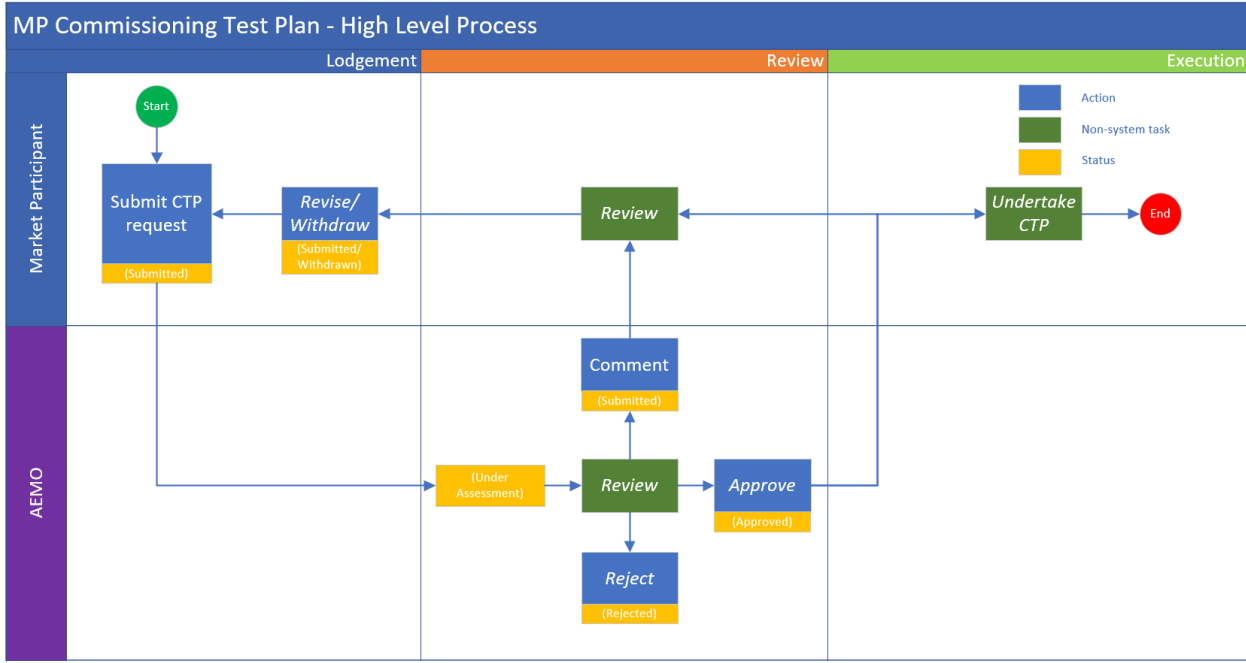 MP Commissioning Test Plan - High Level Process
Lodgement
Review
Execution
Market Participant
Start
Action
Non-system task
Status
Submit CTP
request
(Submitted)
Revise/
Withdraw
(Submitted/
Withdrawn)
Review
Undertake
CTP
End
AEMO
Comment
(Submitted)
(Under
Assessment)
Review
Approve
(Approved)
Reject
(Rejected)